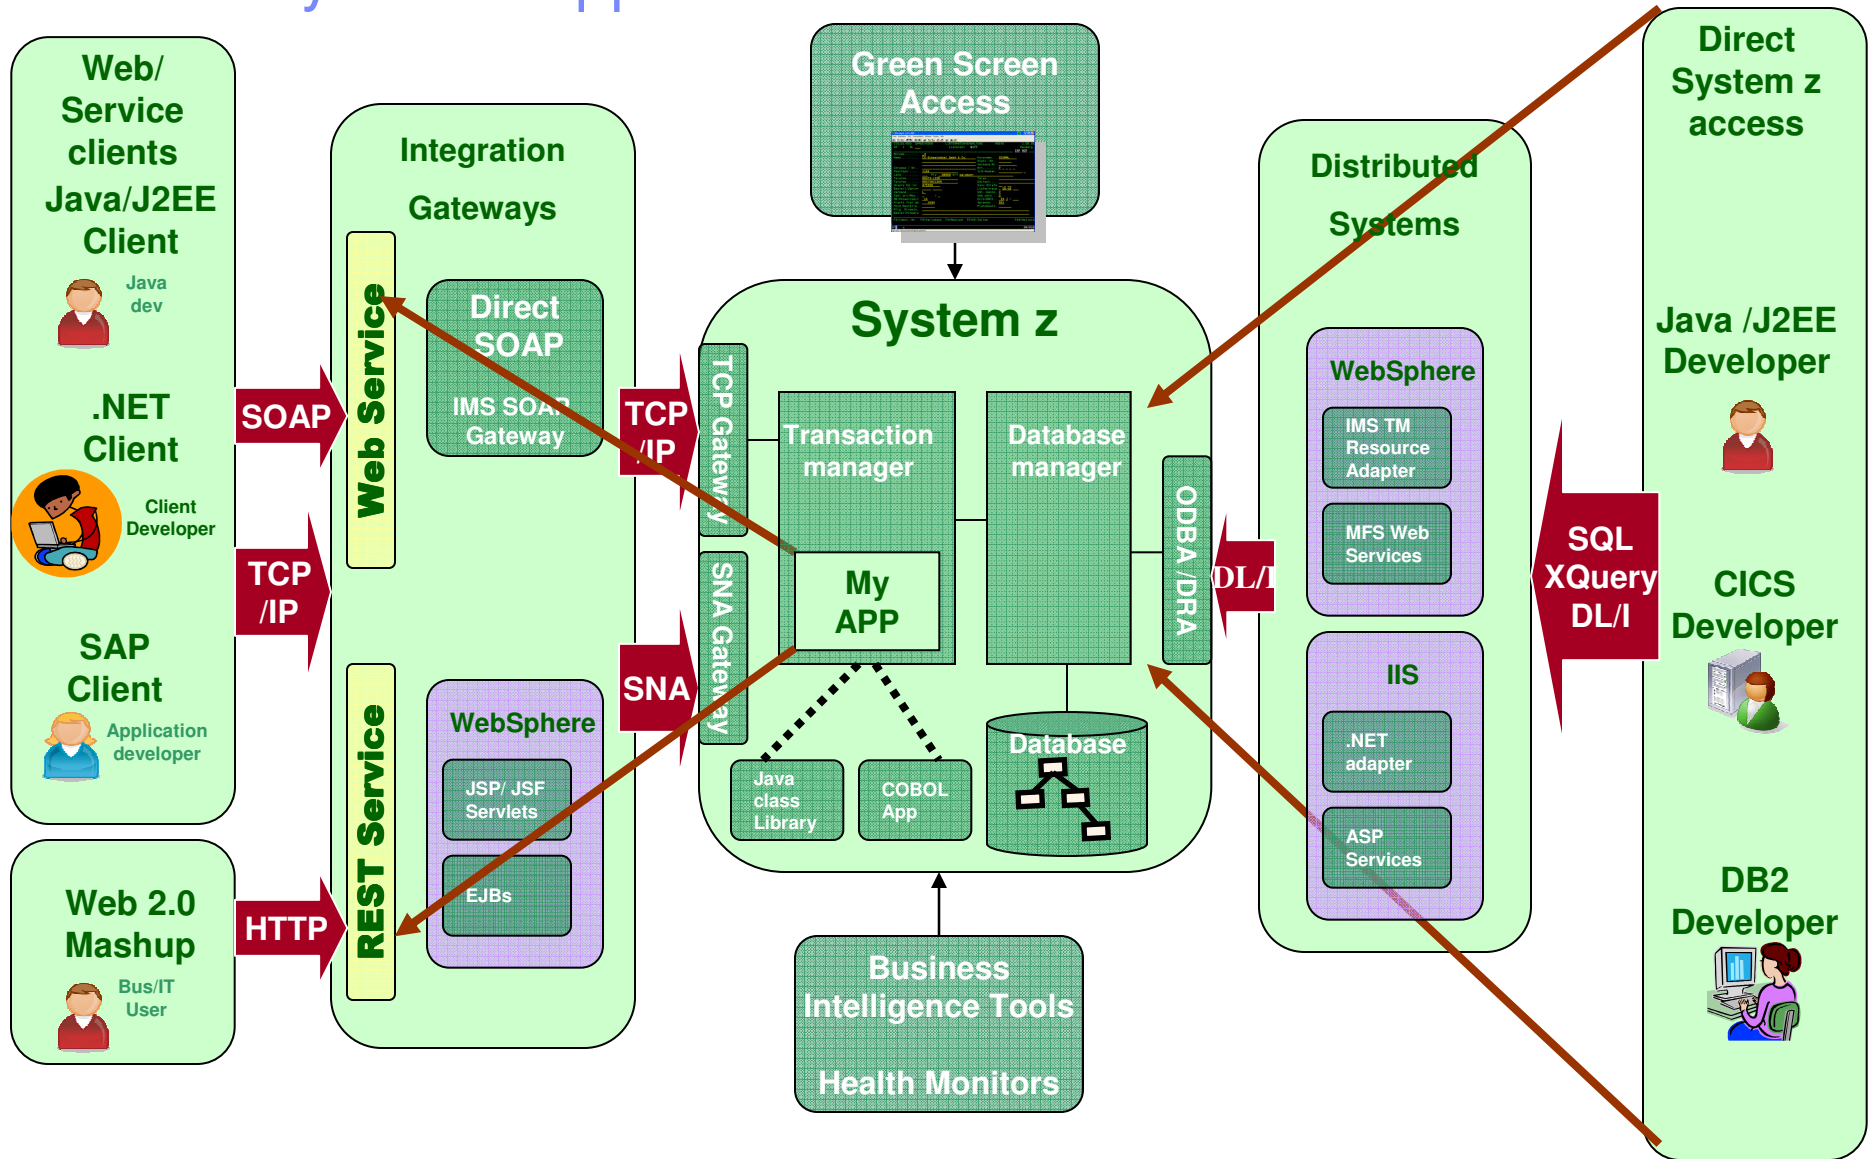 Web/
Service
clients
Java/J2EE
Client
Java
dev
.NET
Client
Client
Developer
SAP
Client
Application
developer
Web 2.0
Mashup
Bus/IT
User
SOAP
TCP
/IP
HTTP
Integration
Gateways
Web Service
Direct
SOAP
IMS SOAP
Gateway
REST Service
WebSphere
JSP/ JSF
Servlets
EJBs
TCP
/IP
SNA
Green Screen
Access
System z
TCP Gateway
SNA Gateway
Transaction
manager
My
APP
Database
manager
ODBA /DRA
Java
class
Library
COBOL
App
Database
Business
Intelligence Tools
Health Monitors
DL/I
Distributed
Systems
WebSphere
IMS TM
Resource
Adapter
MFS Web
Services
IIS
.NET
adapter
ASP
Services
SQL
XQuery
DL/I
Direct
System z
access
Java /J2EE
Developer
CICS
Developer
DB2
Developer